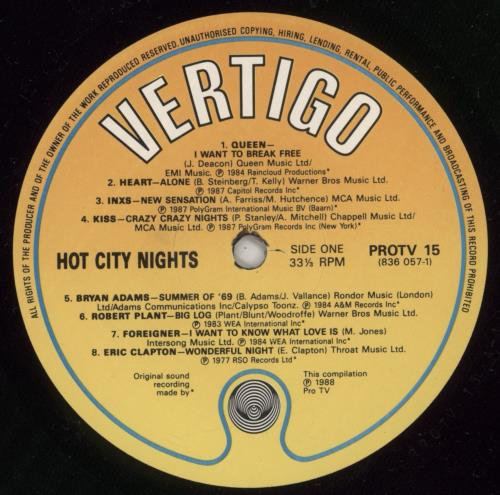 ALL RIGHTS OF THE PRODUCER AND OF THE OWNER OF THE WORK REPRODUCED RESERVED. UNAUTHORISED COPYING, HIRING, LENDING, RENTAL PUBLIC PERFORMANCE AND BROADCASTING OF THIS RECORD PROHIBITED
VERTIGO
1. QUEEN—
I WANT TO BREAK FREE
(J. Deacon) Queen Music Ltd/
EMI Music. ℗ 1984 Raincloud Productions*
2. HEART—ALONE (B. Steinberg/T. Kelly) Warner Bros Music Ltd.
℗ 1987 Capitol Records Inc*
3. INXS—NEW SENSATION (A. Farriss/M. Hutchence) MCA Music Ltd.
℗ 1987 PolyGram International Music BV (Baarn)*
4. KISS—CRAZY CRAZY NIGHTS (P. Stanley/A. Mitchell) Chappell Music Ltd/
MCA Music Ltd. ℗ 1987 PolyGram Records Inc (New York)*
HOT CITY NIGHTS
SIDE ONE
33⅓ RPM
PROTV 15
(836 057-1)
5. BRYAN ADAMS—SUMMER OF '69 (B. Adams/J. Vallance) Rondor Music (London)
Ltd/Adams Communications Inc/Calypso Toonz. ℗ 1984 A&M Records Inc*
6. ROBERT PLANT—BIG LOG (Plant/Blunt/Woodroffe) Warner Bros Music Ltd.
℗ 1983 WEA International Inc*
7. FOREIGNER—I WANT TO KNOW WHAT LOVE IS (M. Jones)
Intersong Music Ltd. ℗ 1984 WEA International Inc*
8. ERIC CLAPTON—WONDERFUL NIGHT (E. Clapton) Throat Music Ltd.
℗ 1977 RSO Records Ltd*
Original sound
recording
made by*
This compilation
℗ 1988
Pro TV